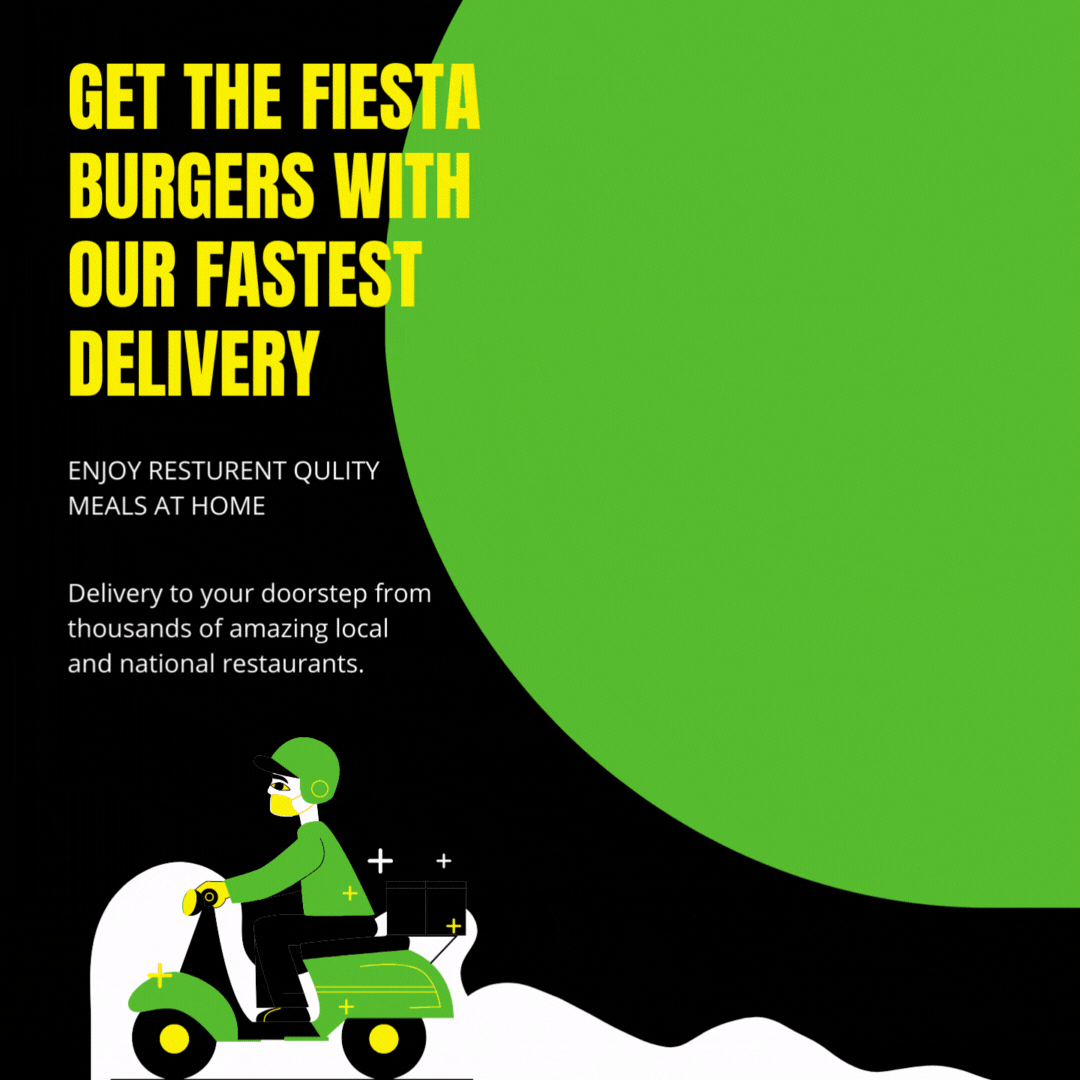 GET THE FIESTA
BURGERS WITH
OUR FASTEST
DELIVERY
ENJOY RESTURENT QULITY
MEALS AT HOME
Delivery to your doorstep from
thousands of amazing local
and national restaurants.